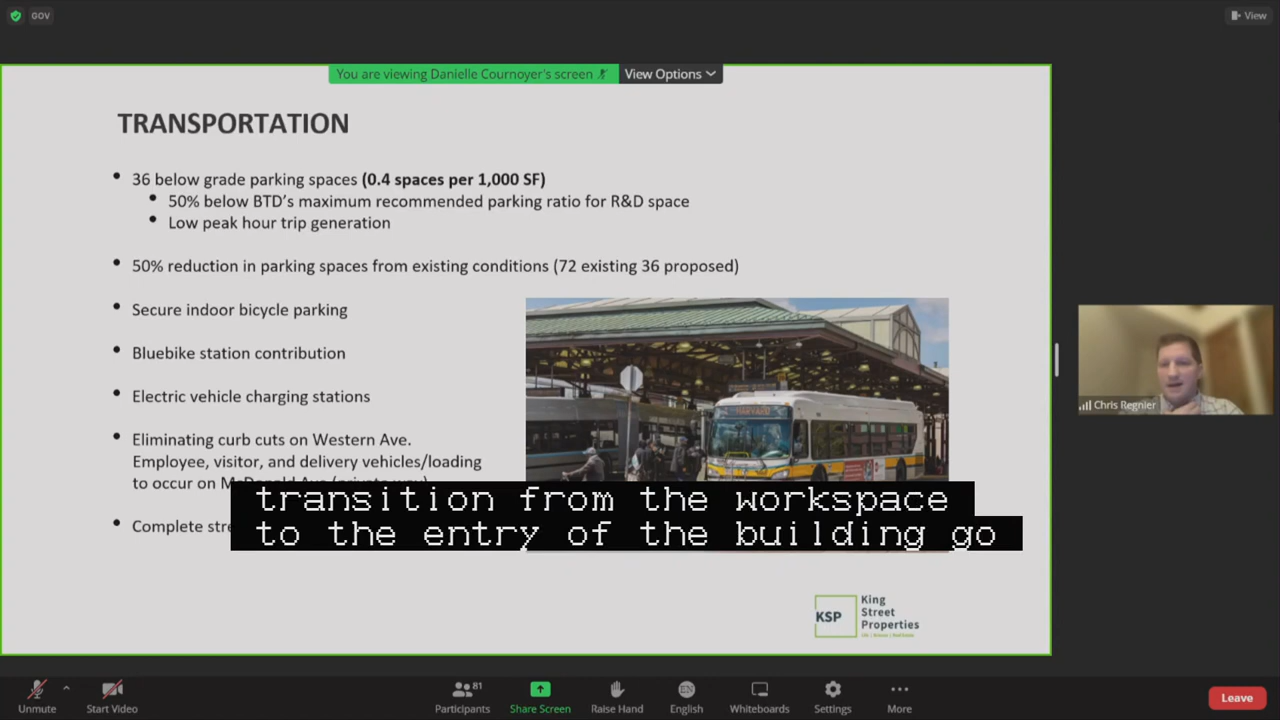 GOV
View
You are viewing Danielle Cournoyer's screen
View Options
TRANSPORTATION
• 36 below grade parking spaces (0.4 spaces per 1,000 SF)
• 50% below BTD's maximum recommended parking ratio for R&D space
• Low peak hour trip generation
• 50% reduction in parking spaces from existing conditions (72 existing 36 proposed)
• Secure indoor bicycle parking
• Bluebike station contribution
• Electric vehicle charging stations
• Eliminating curb cuts on Western Ave.
Employee, visitor, and delivery vehicles/loading
to occur on McDonald Ave (private way)
• Complete stre
HARVARD
Chris Regnier
transition from the workspace
to the entry of the building go
KSP
King
Street
Properties
Unmute
Start Video
81
Participants
Share Screen
Raise Hand
EN
English
Whiteboards
Settings
More
Leave